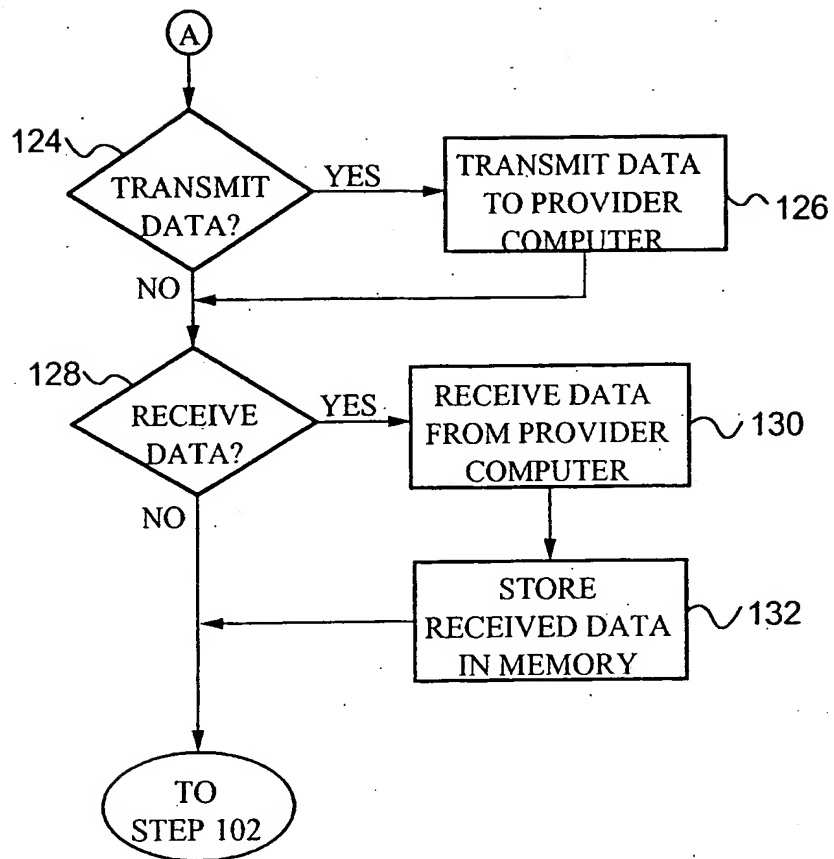 A
124
TRANSMIT
DATA?
YES
TRANSMIT DATA
TO PROVIDER
COMPUTER
126
NO
128
RECEIVE
DATA?
YES
RECEIVE DATA
FROM PROVIDER
COMPUTER
130
NO
STORE
RECEIVED DATA
IN MEMORY
132
TO
STEP 102